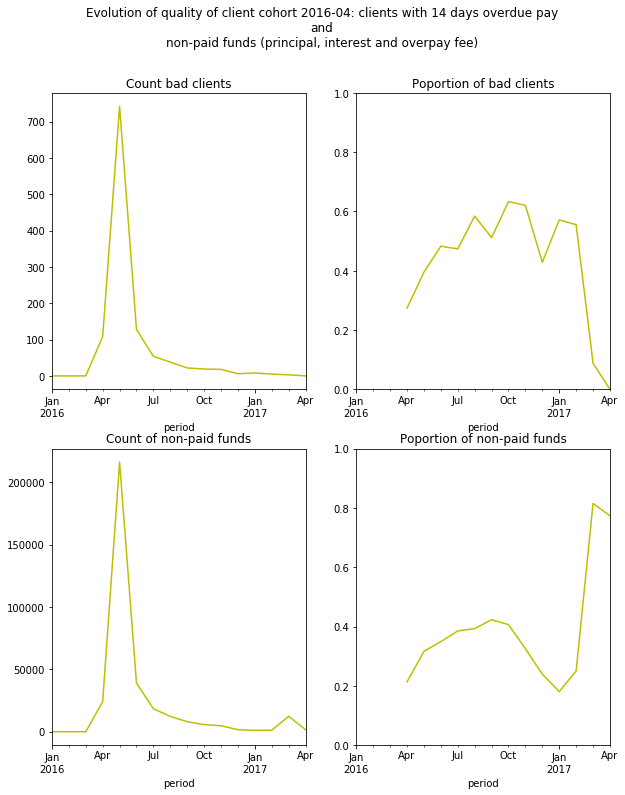 Evolution of quality of client cohort 2016-04: clients with 14 days overdue pay
and
non-paid funds (principal, interest and overpay fee)
Count bad clients
700
600
500
400
300
200
100
0
Jan
2016
Apr
Jul
Oct
Jan
2017
Apr
period
Poportion of bad clients
1.0
0.8
0.6
0.4
0.2
0.0
Jan
2016
Apr
Jul
Oct
Jan
2017
Apr
period
Count of non-paid funds
200000
150000
100000
50000
0
Jan
2016
Apr
Jul
Oct
Jan
2017
Apr
period
Poportion of non-paid funds
1.0
0.8
0.6
0.4
0.2
0.0
Jan
2016
Apr
Jul
Oct
Jan
2017
Apr
period